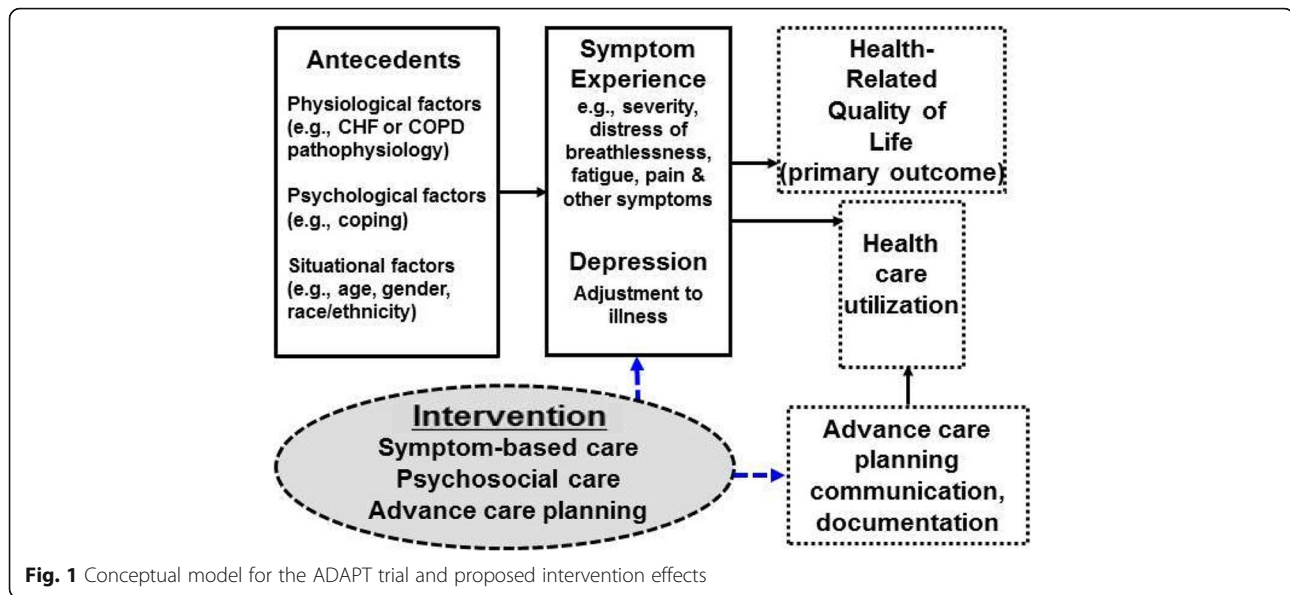 Antecedents
Physiological factors
(e.g., CHF or COPD
pathophysiology)
Psychological factors
(e.g., coping)
Situational factors
(e.g., age, gender,
race/ethnicity)
Symptom
Experience
e.g., severity,
distress of
breathlessness,
fatigue, pain &
other symptoms
Depression
Adjustment to
illness
Health-
Related
Quality of
Life
(primary outcome)
Health
care
utilization
Intervention
Symptom-based care
Psychosocial care
Advance care planning
Advance care
planning
communication,
documentation
Fig. 1 Conceptual model for the ADAPT trial and proposed intervention effects